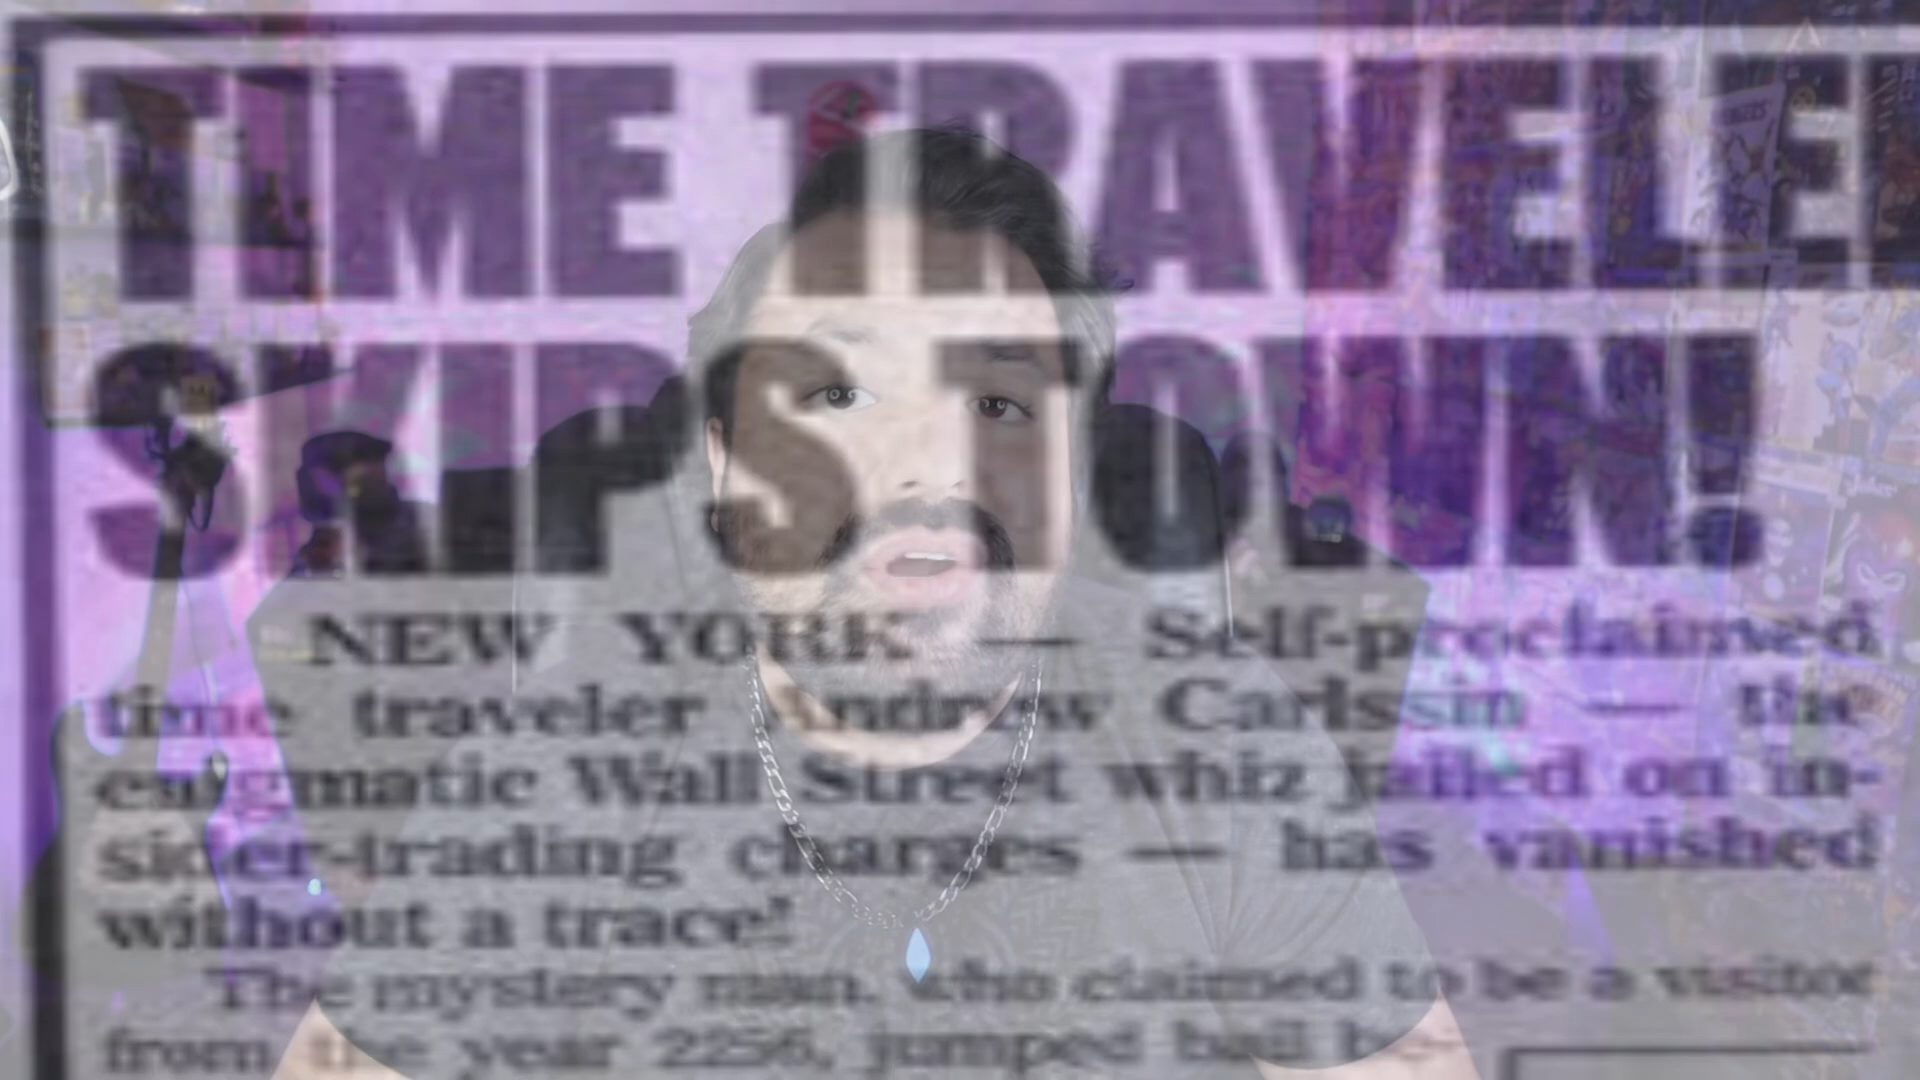 TIME TRAVELER
SKIPS TOWN!
NEW YORK — Self-proclaimed
time traveler Andrew Carlssin — the
enigmatic Wall Street whiz jailed on in-
sider-trading charges — has vanished
without a trace!
The mystery man, who claimed to be a visitor
from the year 2256, jumped bail be-